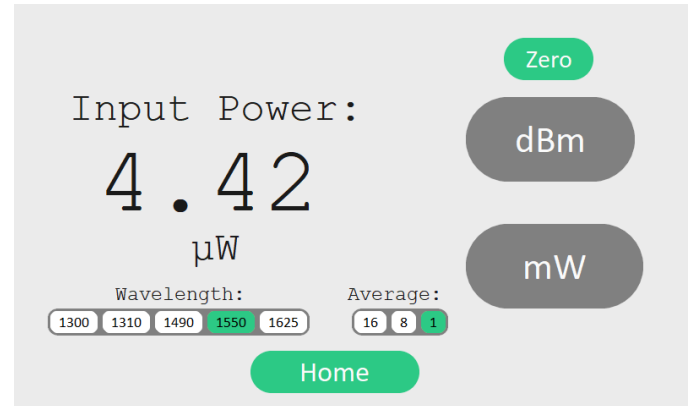 Zero
Input Power:
dBm
4.42
μW
mW
Wavelength:
Average:
1300 1310 1490 1550 1625
16 8 1
Home